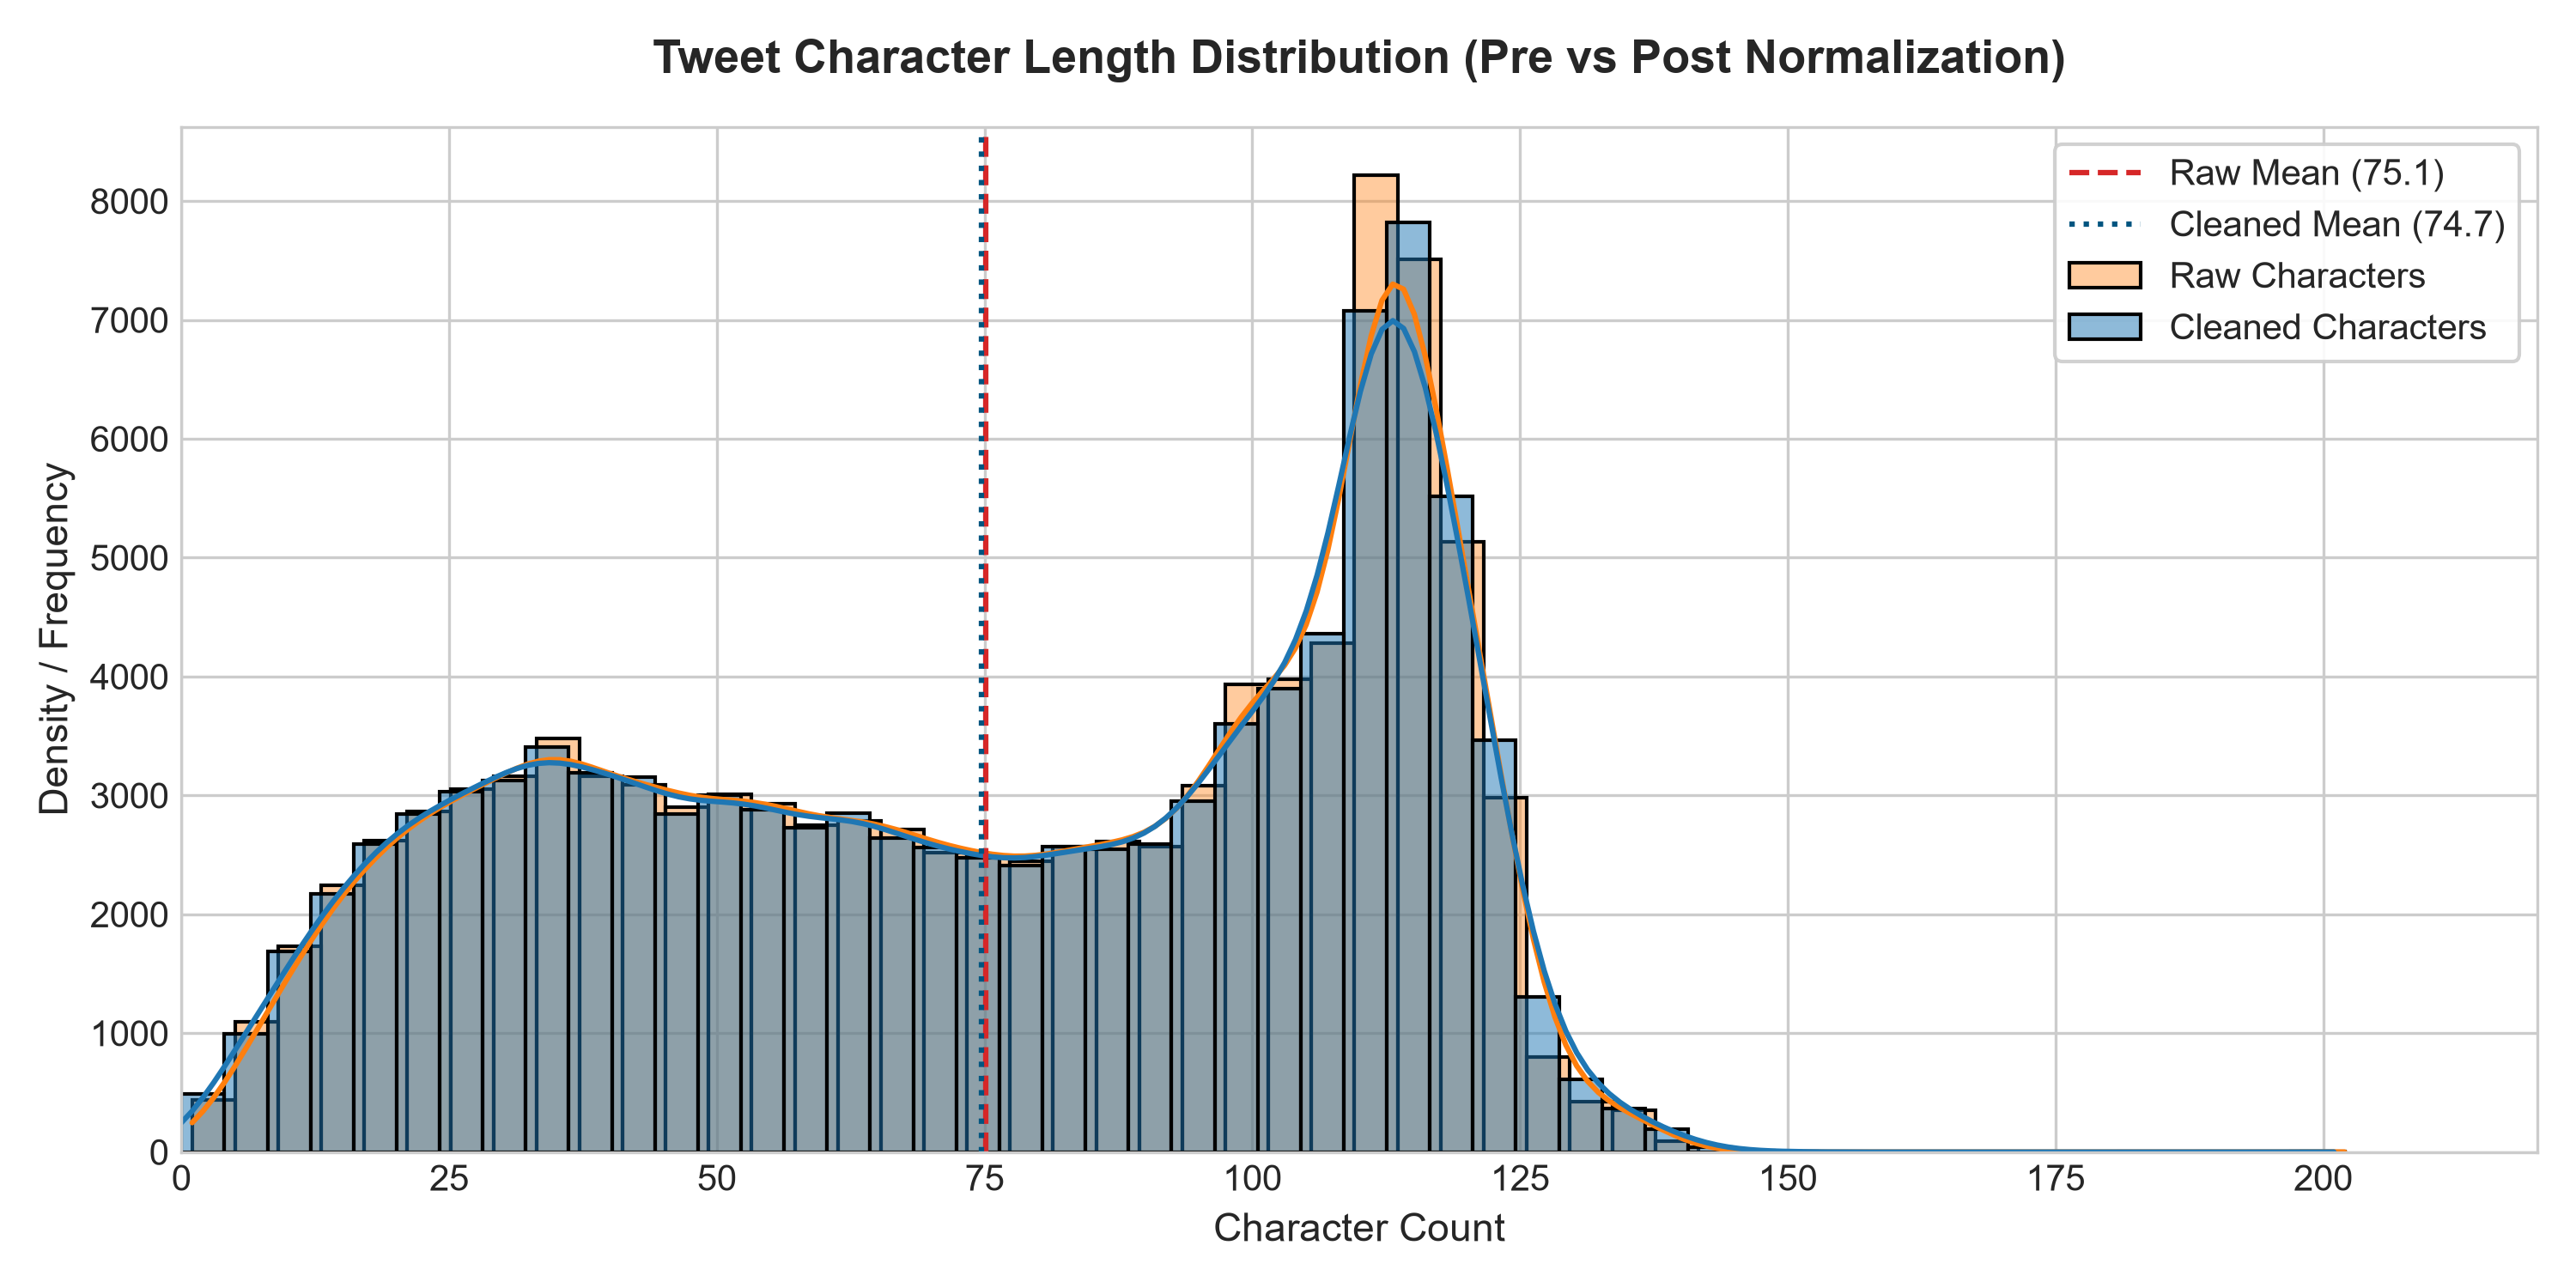 Tweet Character Length Distribution (Pre vs Post Normalization)
Raw Mean (75.1)
Cleaned Mean (74.7)
Raw Characters
Cleaned Characters
Density / Frequency
8000
7000
6000
5000
4000
3000
2000
1000
0
0 25 50 75 100 125 150 175 200
Character Count